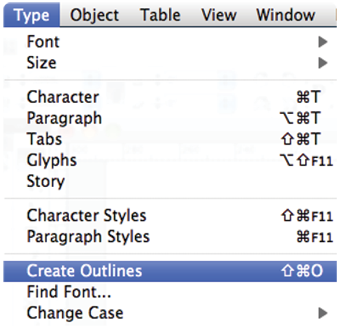 Type Object Table View Window
Font ▶
Size ▶
Character ⌘T
Paragraph ⌥⌘T
Tabs ⇧⌘T
Glyphs ⌥⇧F11
Story
Character Styles ⇧⌘F11
Paragraph Styles ⌘F11
Create Outlines ⇧⌘O
Find Font...
Change Case ▶